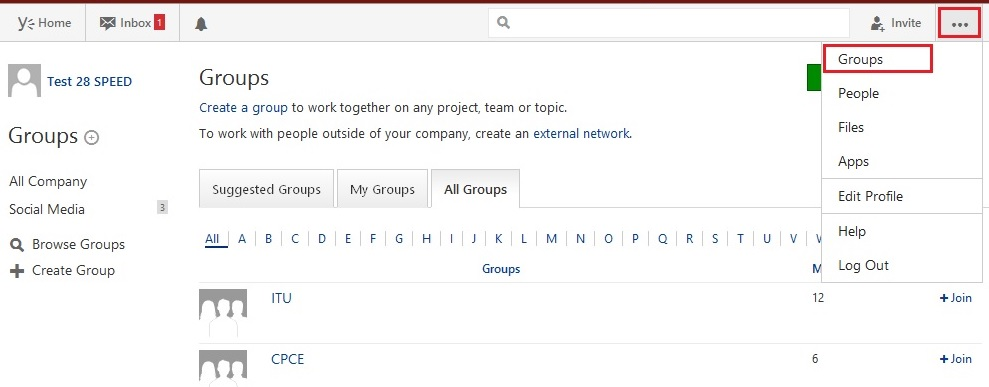 Home
Inbox 1
Invite
Test 28 SPEED
Groups
All Company
Social Media 3
Browse Groups
Create Group
Groups
Create a group to work together on any project, team or topic.
To work with people outside of your company, create an external network.
Suggested Groups My Groups All Groups
All A B C D E F G H I J K L M N O P Q R S T U V
Groups
ITU 12 + Join
CPCE 6 + Join
Groups
People
Files
Apps
Edit Profile
Help
Log Out